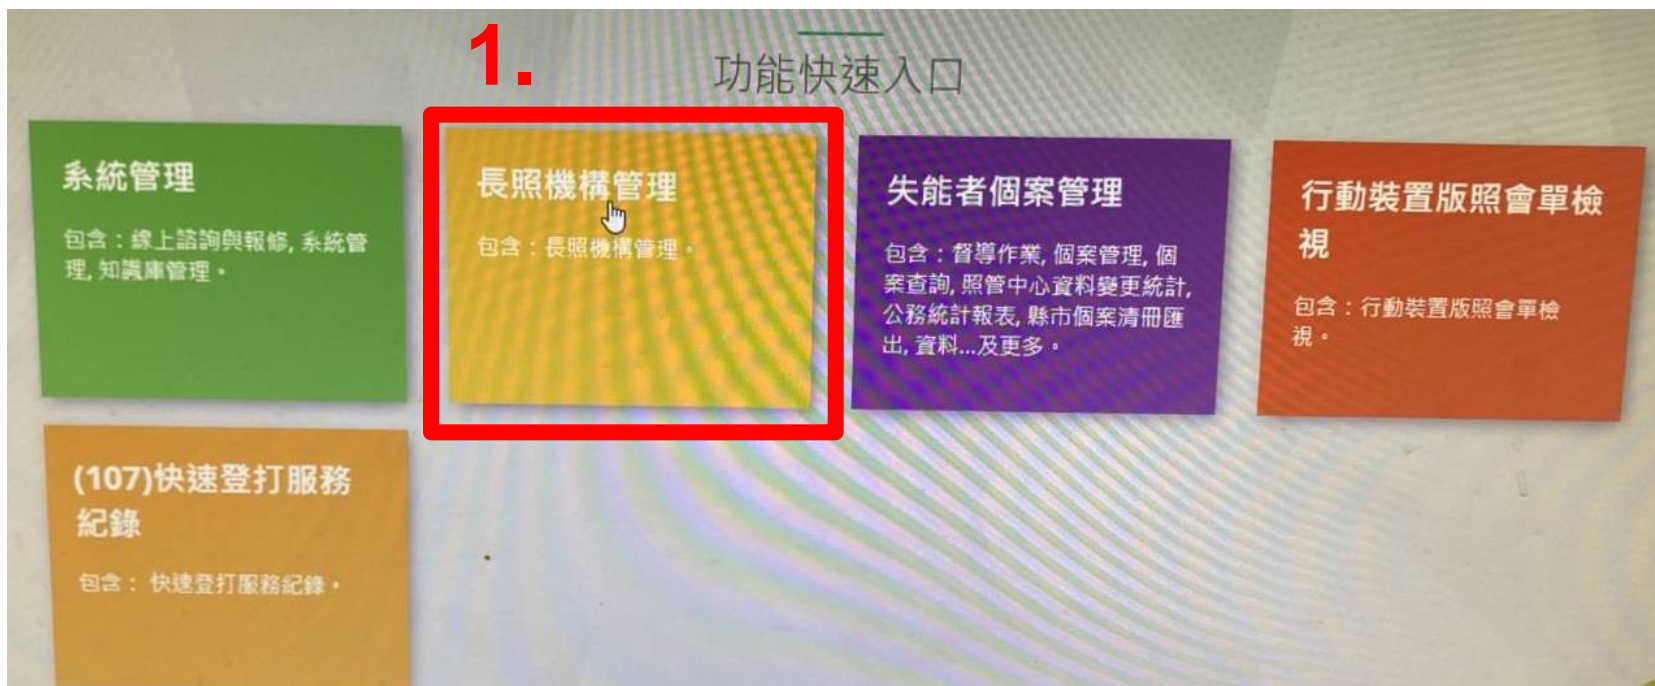 1.
功能快速入口
系統管理
包含：線上諮詢與報修, 系統管
理, 知識庫管理。
長照機構管理
包含：長照機構管理。
失能者個案管理
包含：督導作業, 個案管理, 個
案查詢, 照管中心資料變更統計,
公務統計報表, 縣市個案清冊匯
出, 資料...及更多。
行動裝置版照會單檢
視
包含：行動裝置版照會單檢
視。
(107)快速登打服務
紀錄
包含： 快速登打服務紀錄。